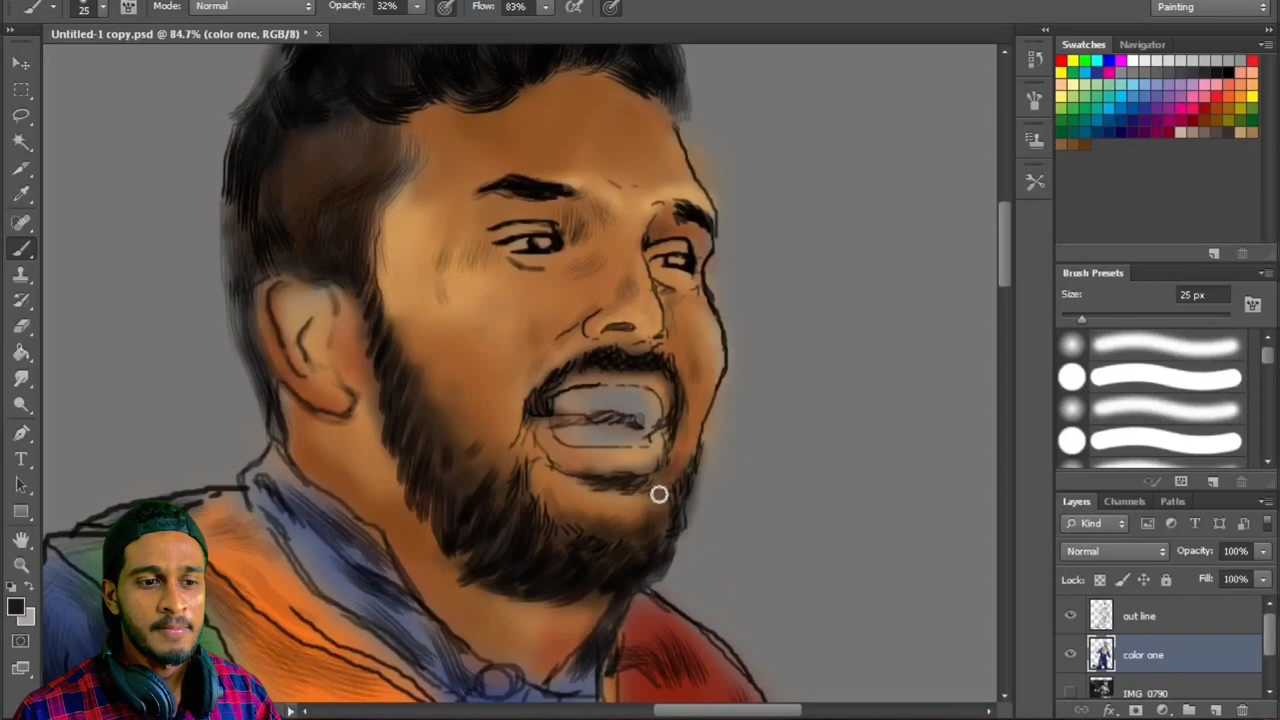 25
Mode: Normal
Opacity: 32%
Flow: 83%
Painting
Untitled-1 copy.psd @ 84.7% (color one, RGB/8) *
Swatches Navigator
Brush Presets
Size: 25 px
Layers Channels Paths
Kind
Normal
Opacity: 100%
Lock:
Fill: 100%
out line
color one
IMG_0790